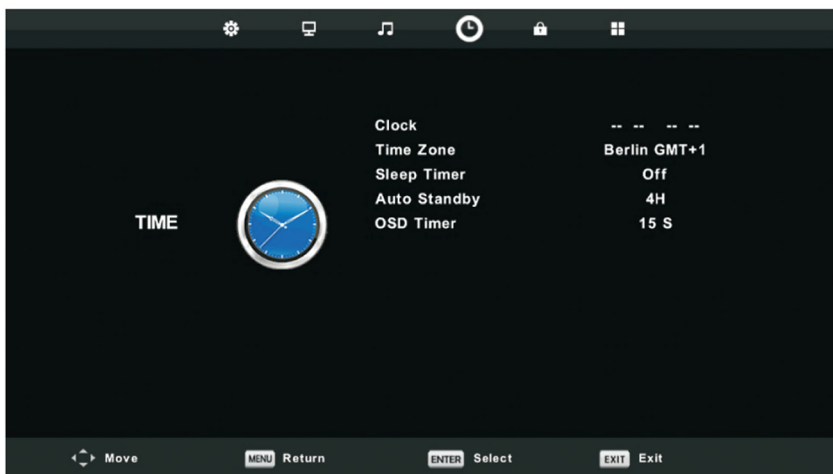 Clock -- -- -- --
Time Zone Berlin GMT+1
Sleep Timer Off
Auto Standby 4H
TIME
OSD Timer 15 S
Move MENU Return ENTER Select EXIT Exit